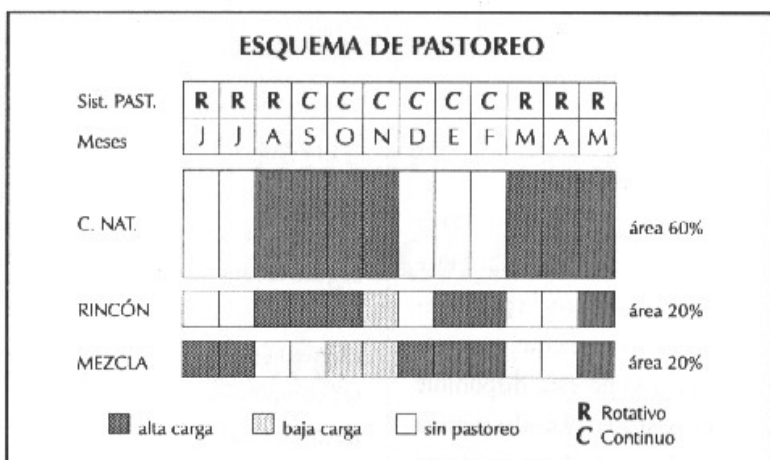 ESQUEMA DE PASTOREO
Sist. PAST. R R R C C C C C C R R R
Meses J J A S O N D E F M A M
C. NAT. área 60%
RINCÓN área 20%
MEZCLA área 20%
alta carga baja carga sin pastoreo R Rotativo
C Continuo